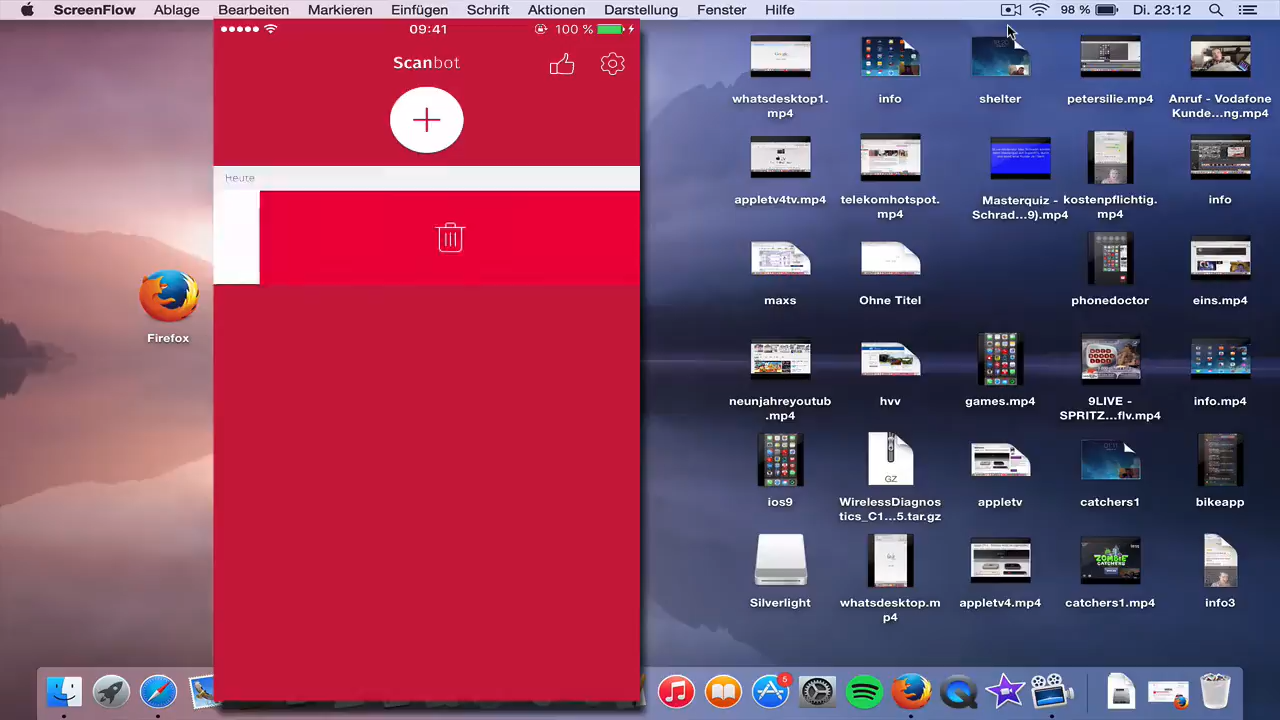 ScreenFlow Ablage Bearbeiten Markieren Einfügen Schrift Aktionen Darstellung Fenster Hilfe 98 % Di. 23:12
09:41 100 %
Scanbot
Heute
Firefox
whatsdesktop1.
mp4
info
shelter
petersilie.mp4
Anruf - Vodafone
Kunde...ng.mp4
appletv4tv.mp4
telekomhotspot.
mp4
Masterquiz -
Schrad...9).mp4
kostenpflichtig.
mp4
info
maxs
Ohne Titel
phonedoctor
eins.mp4
neunjahreyoutub
.mp4
hvv
games.mp4
9LIVE -
SPRITZ...flv.mp4
info.mp4
ios9
GZ
WirelessDiagnos
tics_C1...5.tar.gz
appletv
catchers1
bikeapp
Silverlight
whatsdesktop.m
p4
appletv4.mp4
ZOMBIE
CATCHERS
catchers1.mp4
info3
5